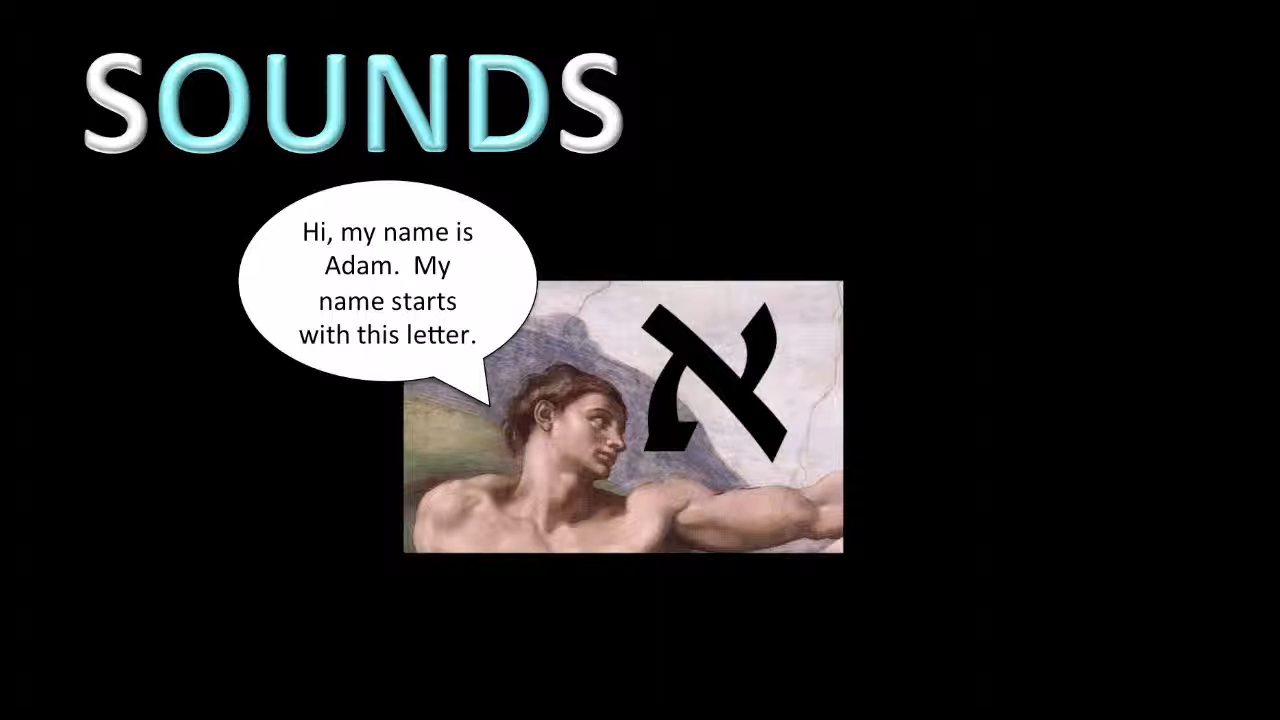 SOUNDS
Hi, my name is
Adam.  My
name starts
with this letter.
א